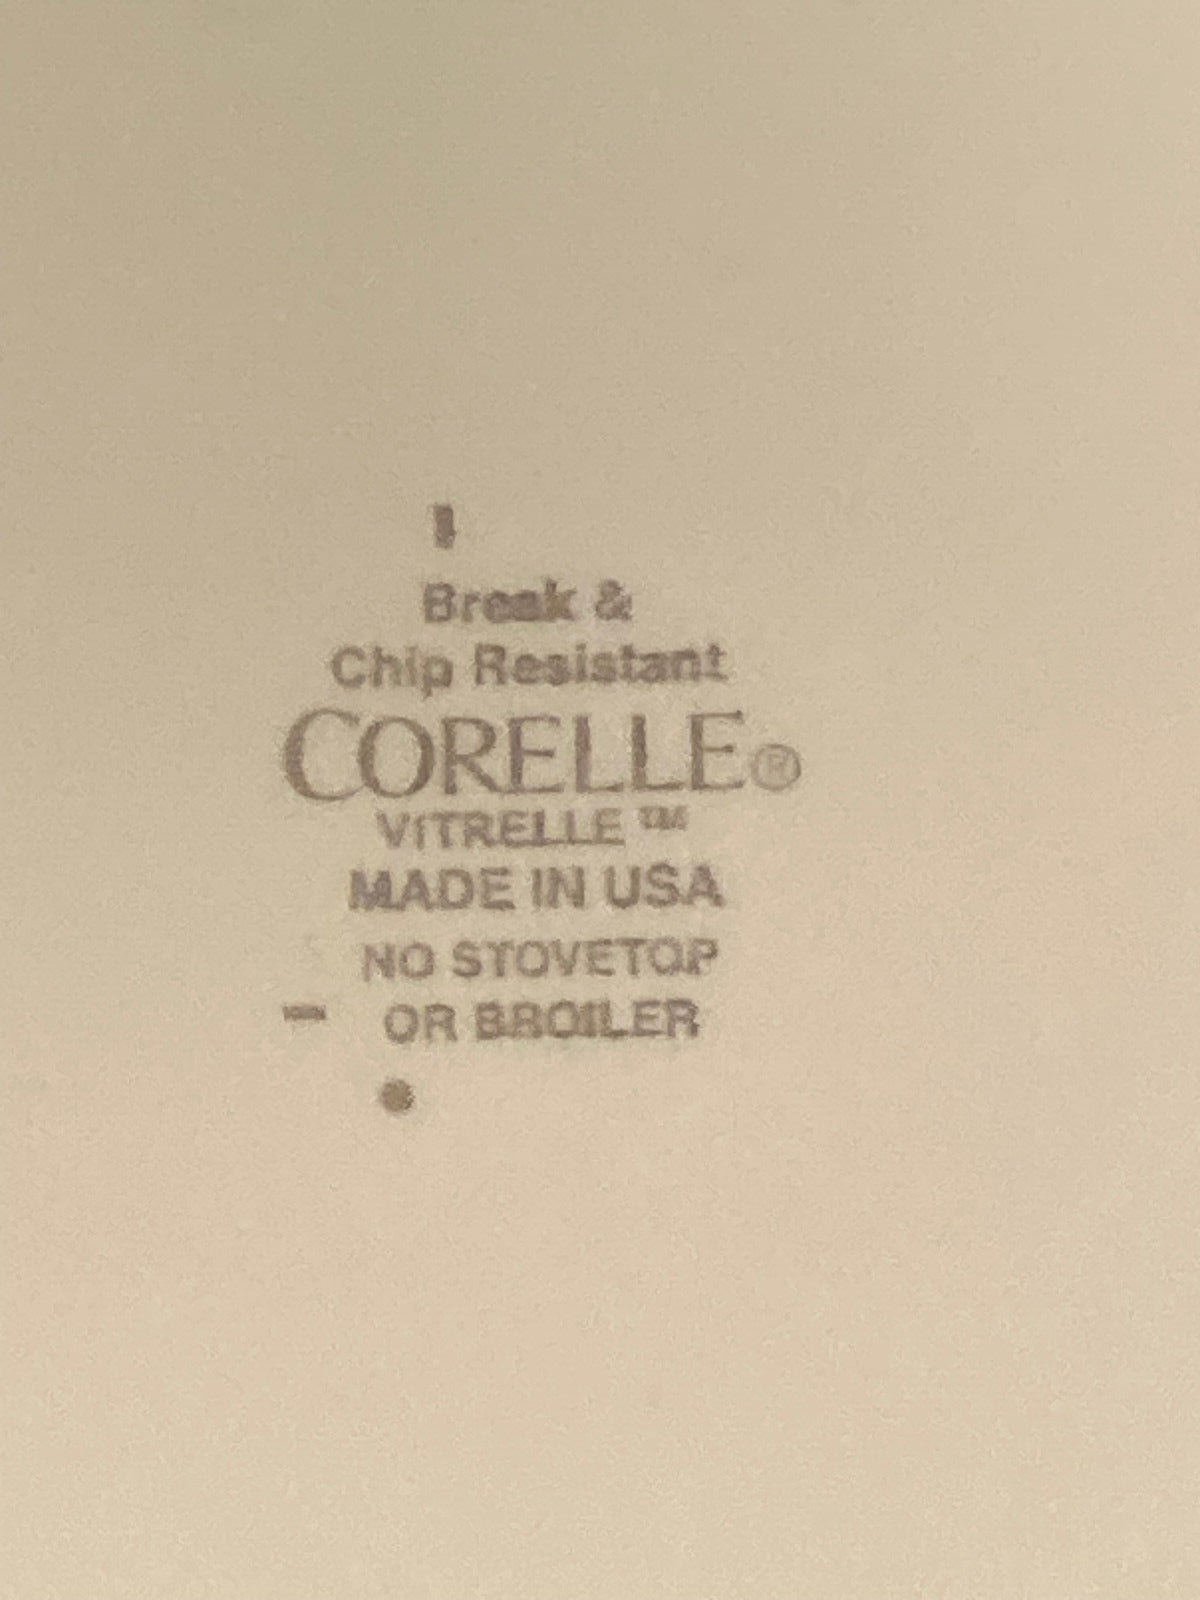 Break &
Chip Resistant
CORELLE®
VITRELLE™
MADE IN USA
NO STOVETOP
OR BROILER